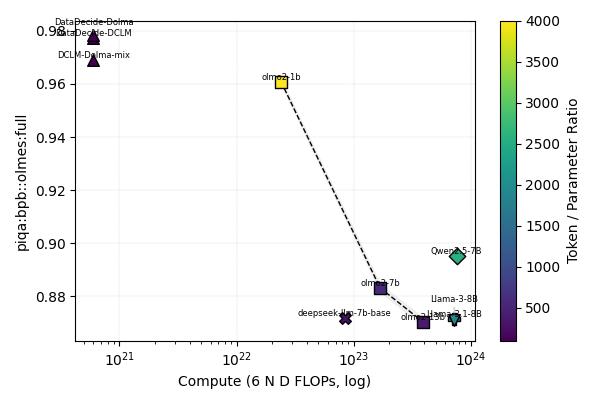 DataDecide-Dolma
0.98
DataDecide-DCLM
DCLM-Dolma-mix
0.96
olmo2-1b
0.94
0.92
0.90
Qwen2.5-7B
olmo2-7b
0.88
Llama-3-8B
deepseek-llm-7b-base
olmo2-13b
Llama-3.1-8B
piqa:bpb::olmes:full
10²¹
10²²
10²³
10²⁴
Compute (6 N D FLOPs, log)
4000
3500
3000
2500
2000
1500
1000
500
Token / Parameter Ratio